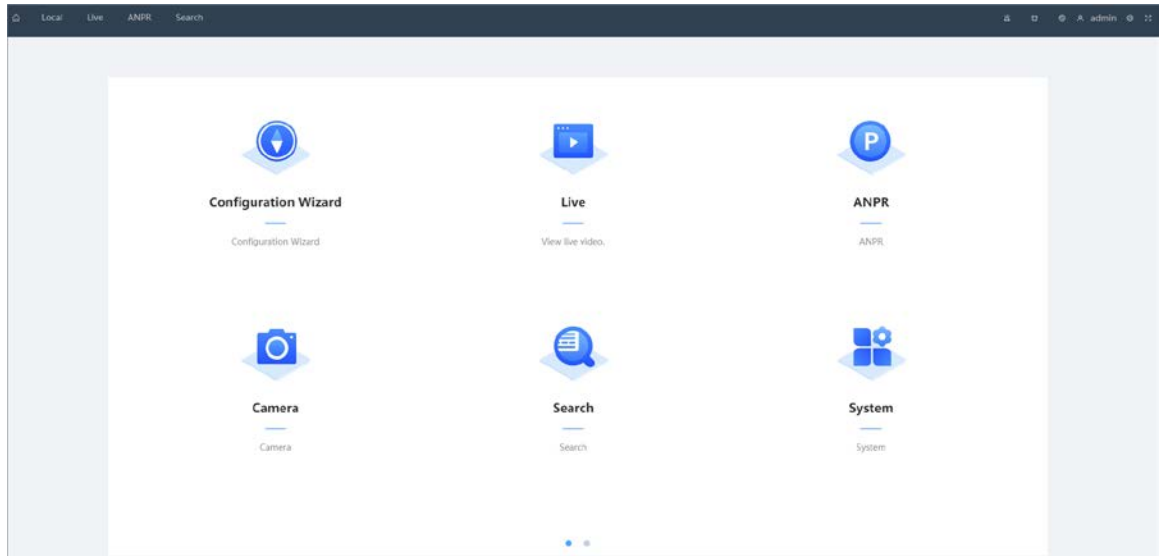 Local Live ANPR Search admin
P
Configuration Wizard Live ANPR
Configuration Wizard View live video. ANPR
Camera Search System
Camera Search System